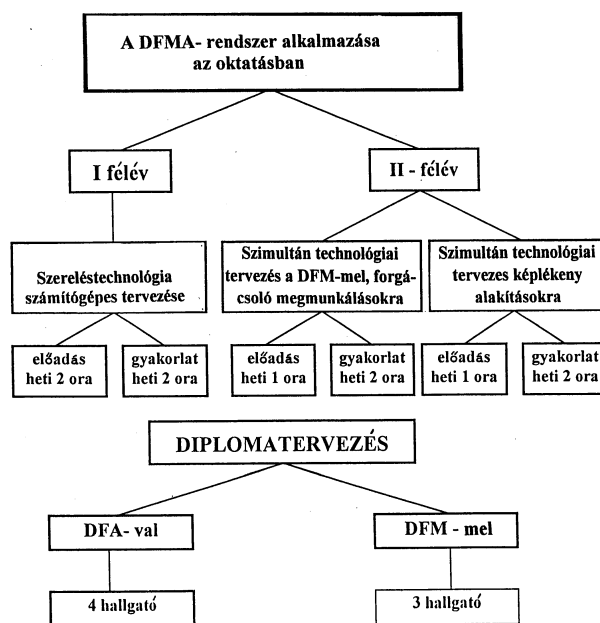 A DFMA- rendszer alkalmazása
az oktatásban
I félév
II - félév
Szereléstechnológia
számítógépes tervezése
Szimultán technológiai
tervezés a DFM-mel, forgá-
csoló megmunkálásokra
Szimultán technológiai
tervezes képlékeny
alakításokra
előadás
heti 2 ora
gyakorlat
heti 2 ora
előadás
heti 1 ora
gyakorlat
heti 2 ora
előadás
heti 1 ora
gyakorlat
heti 2 ora
DIPLOMATERVEZÉS
DFA- val
DFM - mel
4 hallgató
3 hallgató